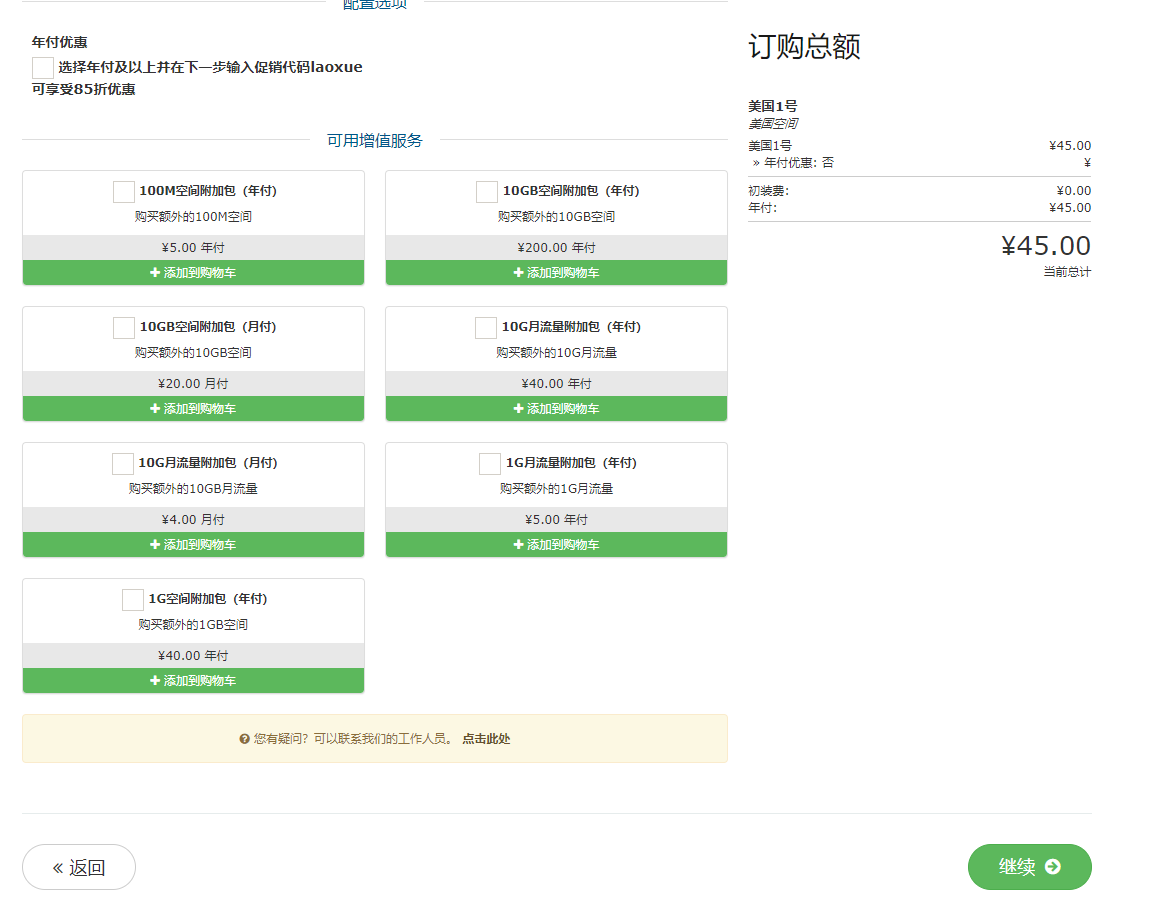 配置选项
年付优惠
选择年付及以上并在下一步输入促销代码laoxue
可享受85折优惠
可用增值服务
100M空间附加包（年付）
购买额外的100M空间
¥5.00 年付
添加到购物车
10GB空间附加包（年付）
购买额外的10GB空间
¥200.00 年付
添加到购物车
10GB空间附加包（月付）
购买额外的10GB空间
¥20.00 月付
添加到购物车
10G月流量附加包（年付）
购买额外的10G月流量
¥40.00 年付
添加到购物车
10G月流量附加包（月付）
购买额外的10GB月流量
¥4.00 月付
添加到购物车
1G月流量附加包（年付）
购买额外的1G月流量
¥5.00 年付
添加到购物车
1G空间附加包（年付）
购买额外的1GB空间
¥40.00 年付
添加到购物车
您有疑问？可以联系我们的工作人员。 点击此处
« 返回
继续
订购总额
美国1号
美国空间
美国1号 ¥45.00
» 年付优惠: 否 ¥
初装费: ¥0.00
年付: ¥45.00
¥45.00
当前总计